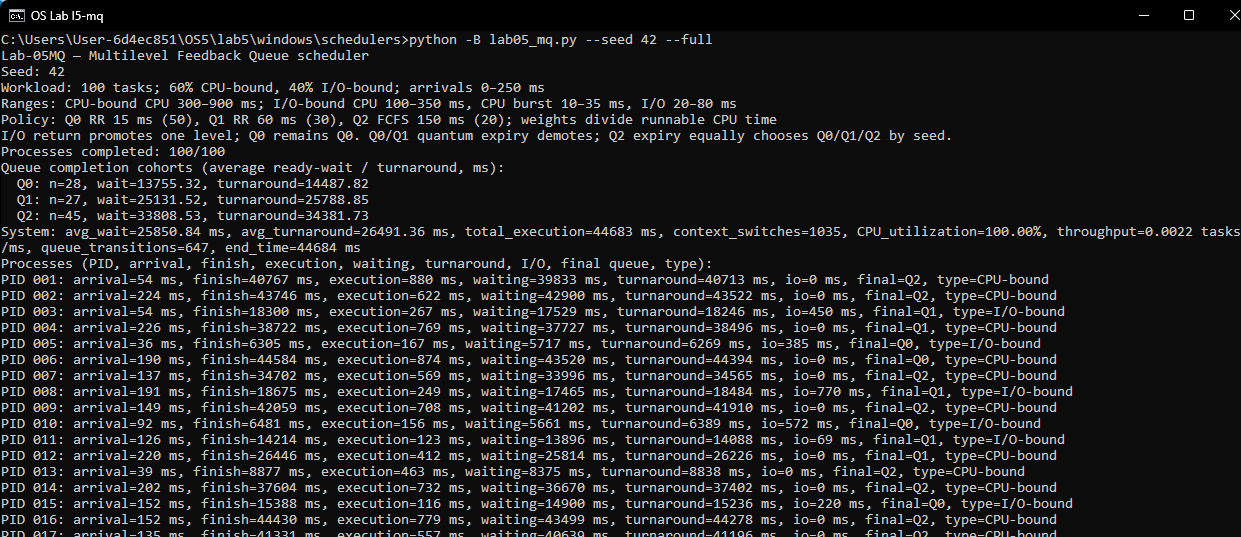 OS Lab l5-mq
C:\Users\User-6d4ec851\OS5\lab5\windows\schedulers>python -B lab05_mq.py --seed 42 --full
Lab-05MQ — Multilevel Feedback Queue scheduler
Seed: 42
Workload: 100 tasks; 60% CPU-bound, 40% I/O-bound; arrivals 0–250 ms
Ranges: CPU-bound CPU 300–900 ms; I/O-bound CPU 100–350 ms, CPU burst 10–35 ms, I/O 20–80 ms
Policy: Q0 RR 15 ms (50), Q1 RR 60 ms (30), Q2 FCFS 150 ms (20); weights divide runnable CPU time
I/O return promotes one level; Q0 remains Q0. Q0/Q1 quantum expiry demotes; Q2 expiry equally chooses Q0/Q1/Q2 by seed.
Processes completed: 100/100
Queue completion cohorts (average ready-wait / turnaround, ms):
  Q0: n=28, wait=13755.32, turnaround=14487.82
  Q1: n=27, wait=25131.52, turnaround=25788.85
  Q2: n=45, wait=33808.53, turnaround=34381.73
System: avg_wait=25850.84 ms, avg_turnaround=26491.36 ms, total_execution=44683 ms, context_switches=1035, CPU_utilization=100.00%, throughput=0.0022 tasks
/ms, queue_transitions=647, end_time=44684 ms
Processes (PID, arrival, finish, execution, waiting, turnaround, I/O, final queue, type):
PID 001: arrival=54 ms, finish=40767 ms, execution=880 ms, waiting=39833 ms, turnaround=40713 ms, io=0 ms, final=Q2, type=CPU-bound
PID 002: arrival=224 ms, finish=43746 ms, execution=622 ms, waiting=42900 ms, turnaround=43522 ms, io=0 ms, final=Q2, type=CPU-bound
PID 003: arrival=54 ms, finish=18300 ms, execution=267 ms, waiting=17529 ms, turnaround=18246 ms, io=450 ms, final=Q1, type=I/O-bound
PID 004: arrival=226 ms, finish=38722 ms, execution=769 ms, waiting=37727 ms, turnaround=38496 ms, io=0 ms, final=Q1, type=CPU-bound
PID 005: arrival=36 ms, finish=6305 ms, execution=167 ms, waiting=5717 ms, turnaround=6269 ms, io=385 ms, final=Q0, type=I/O-bound
PID 006: arrival=190 ms, finish=44584 ms, execution=874 ms, waiting=43520 ms, turnaround=44394 ms, io=0 ms, final=Q0, type=CPU-bound
PID 007: arrival=137 ms, finish=34702 ms, execution=569 ms, waiting=33996 ms, turnaround=34565 ms, io=0 ms, final=Q2, type=CPU-bound
PID 008: arrival=191 ms, finish=18675 ms, execution=249 ms, waiting=17465 ms, turnaround=18484 ms, io=770 ms, final=Q1, type=I/O-bound
PID 009: arrival=149 ms, finish=42059 ms, execution=708 ms, waiting=41202 ms, turnaround=41910 ms, io=0 ms, final=Q2, type=CPU-bound
PID 010: arrival=92 ms, finish=6481 ms, execution=156 ms, waiting=5661 ms, turnaround=6389 ms, io=572 ms, final=Q0, type=I/O-bound
PID 011: arrival=126 ms, finish=14214 ms, execution=123 ms, waiting=13896 ms, turnaround=14088 ms, io=69 ms, final=Q1, type=I/O-bound
PID 012: arrival=220 ms, finish=26446 ms, execution=412 ms, waiting=25814 ms, turnaround=26226 ms, io=0 ms, final=Q1, type=CPU-bound
PID 013: arrival=39 ms, finish=8877 ms, execution=463 ms, waiting=8375 ms, turnaround=8838 ms, io=0 ms, final=Q2, type=CPU-bound
PID 014: arrival=202 ms, finish=37604 ms, execution=732 ms, waiting=36670 ms, turnaround=37402 ms, io=0 ms, final=Q2, type=CPU-bound
PID 015: arrival=152 ms, finish=15388 ms, execution=116 ms, waiting=14900 ms, turnaround=15236 ms, io=220 ms, final=Q0, type=I/O-bound
PID 016: arrival=152 ms, finish=44430 ms, execution=779 ms, waiting=43499 ms, turnaround=44278 ms, io=0 ms, final=Q2, type=CPU-bound
PID 017: arrival=135 ms, finish=41331 ms, execution=557 ms, waiting=40639 ms, turnaround=41196 ms, io=0 ms, final=Q2, type=CPU-bound